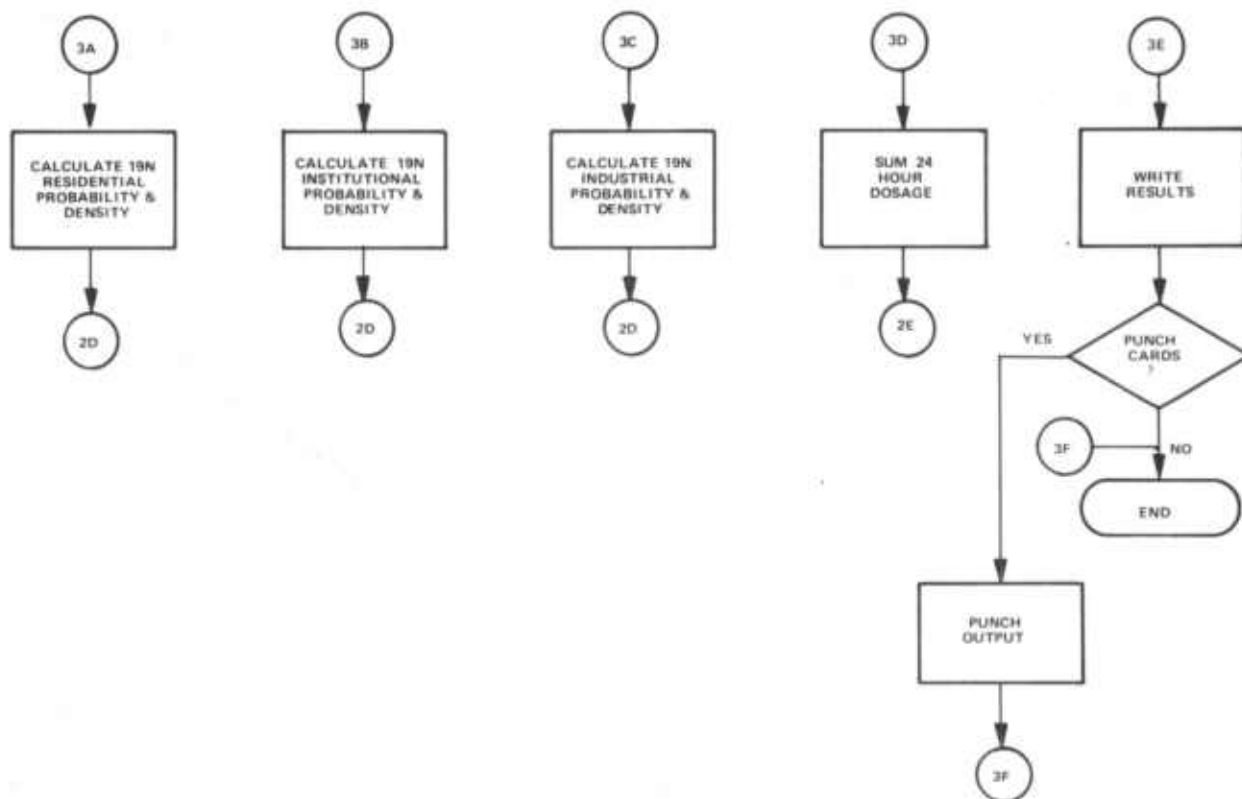 3A
CALCULATE 19N
RESIDENTIAL
PROBABILITY &
DENSITY
2D
3B
CALCULATE 19N
INSTITUTIONAL
PROBABILITY &
DENSITY
2D
3C
CALCULATE 19N
INDUSTRIAL
PROBABILITY &
DENSITY
2D
3D
SUM 24
HOUR
DOSAGE
2E
3E
WRITE
RESULTS
PUNCH
CARDS
?
YES
NO
3F
END
PUNCH
OUTPUT
3F